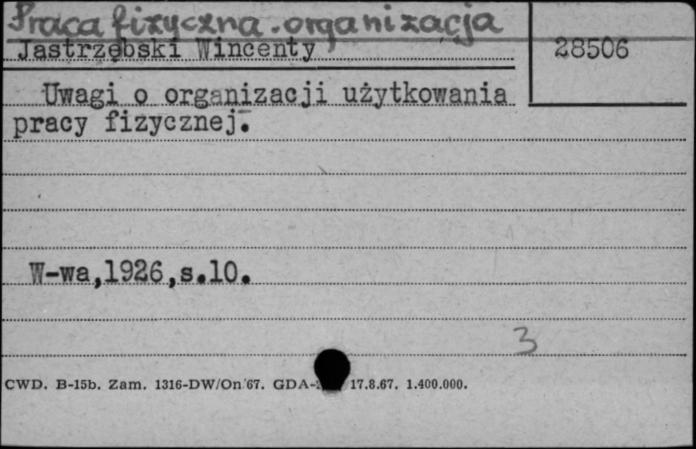 Praca fizyczna - organizacja
Jastrzębski Wincenty
28506
Uwagi o organizacji użytkowania
pracy fizycznej.
W-wa,1926,s.10.
3
CWD. B-15b. Zam. 1316-DW/On 67. GDA- 17.8.67. 1.400.000.